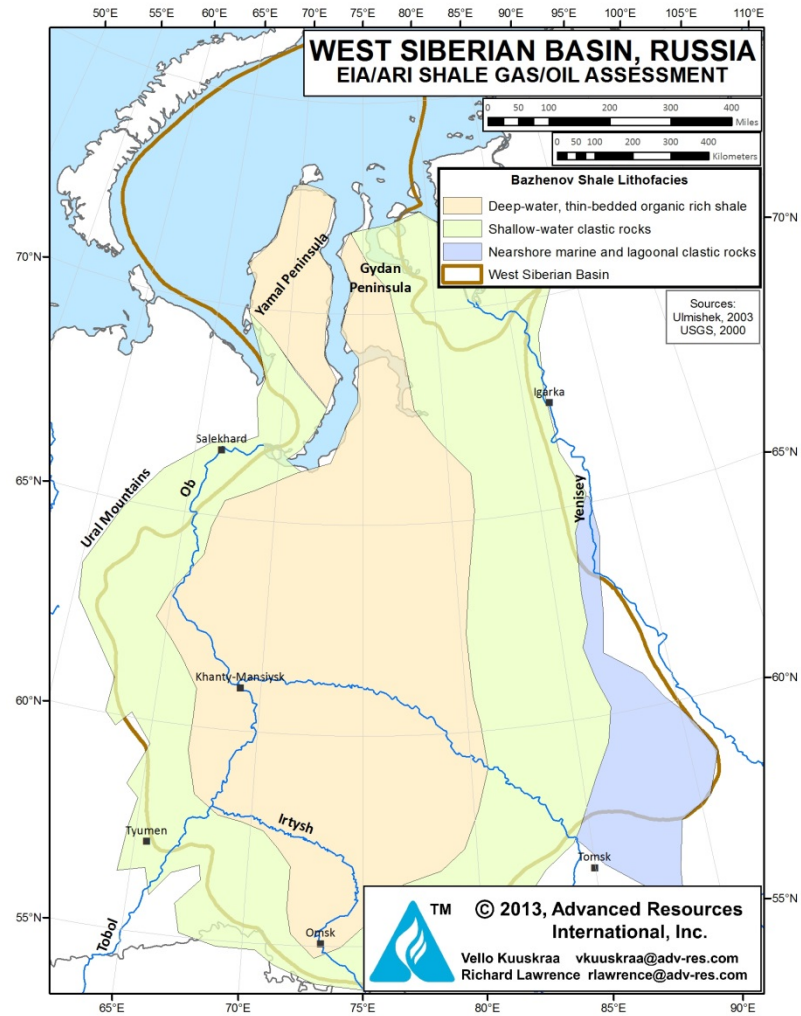 50°E 55°E 60°E 65°E 70°E 75°E 80°E 85°E 90°E 95°E 100°E 105°E 110°E
WEST SIBERIAN BASIN, RUSSIA
EIA/ARI SHALE GAS/OIL ASSESSMENT
0 50 100 200 300 400
Miles
0 50 100 200 300 400
Kilometers
Bazhenov Shale Lithofacies
Deep-water, thin-bedded organic rich shale
Shallow-water clastic rocks
Nearshore marine and lagoonal clastic rocks
West Siberian Basin
Sources:
Ulmishek, 2003
USGS, 2000
70°N
70°N
Yamal Peninsula
Gydan
Peninsula
Igarka
Salekhard
65°N
65°N
Ural Mountains
Ob
Yenisey
Khanty-Mansiysk
60°N
60°N
Irtysh
Tyumen
Tomsk
Tobol
Omsk
55°N
55°N
TM
© 2013, Advanced Resources
International, Inc.
Vello Kuuskraa vkuuskraa@adv-res.com
Richard Lawrence rlawrence@adv-res.com
65°E 70°E 75°E 80°E 85°E 90°E